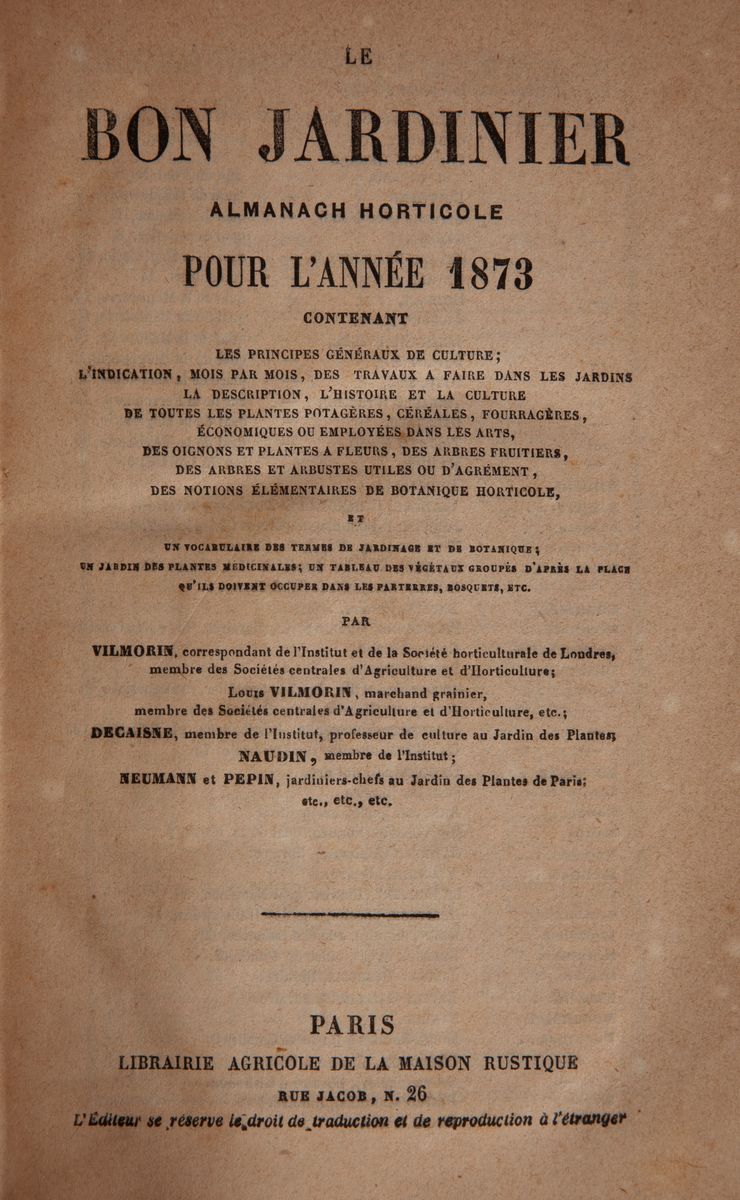 LE
BON JARDINIER
ALMANACH HORTICOLE
POUR L'ANNÉE 1873
CONTENANT
LES PRINCIPES GÉNÉRAUX DE CULTURE;
L'INDICATION, MOIS PAR MOIS, DES TRAVAUX A FAIRE DANS LES JARDINS
LA DESCRIPTION, L'HISTOIRE ET LA CULTURE
DE TOUTES LES PLANTES POTAGÈRES, CÉRÉALES, FOURRAGÈRES,
ÉCONOMIQUES OU EMPLOYÉES DANS LES ARTS,
DES OIGNONS ET PLANTES A FLEURS, DES ARBRES FRUITIERS,
DES ARBRES ET ARBUSTES UTILES OU D'AGRÉMENT,
DES NOTIONS ÉLÉMENTAIRES DE BOTANIQUE HORTICOLE,
ET
UN VOCABULAIRE DES TERMES DE JARDINAGE ET DE BOTANIQUE;
UN JARDIN DES PLANTES MEDICINALES; UN TABLEAU DES VÉGÉTAUX GROUPÉS D'APRÈS LA PLACE
QU'ILS DOIVENT OCCUPER DANS LES PARTERRES, BOSQUETS, ETC.
PAR
VILMORIN, correspondant de l'Institut et de la Société horticulturale de Londres,
membre des Sociétés centrales d'Agriculture et d'Horticulture;
Louis VILMORIN, marchand grainier,
membre des Sociétés centrales d'Agriculture et d'Horticulture, etc.;
DECAISNE, membre de l'Institut, professeur de culture au Jardin des Plantes;
NAUDIN, membre de l'Institut;
NEUMANN et PEPIN, jardiniers-chefs au Jardin des Plantes de Paris;
etc., etc., etc.
PARIS
LIBRAIRIE AGRICOLE DE LA MAISON RUSTIQUE
RUE JACOB, N. 26
L'Éditeur se réserve le droit de traduction et de reproduction à l'étranger